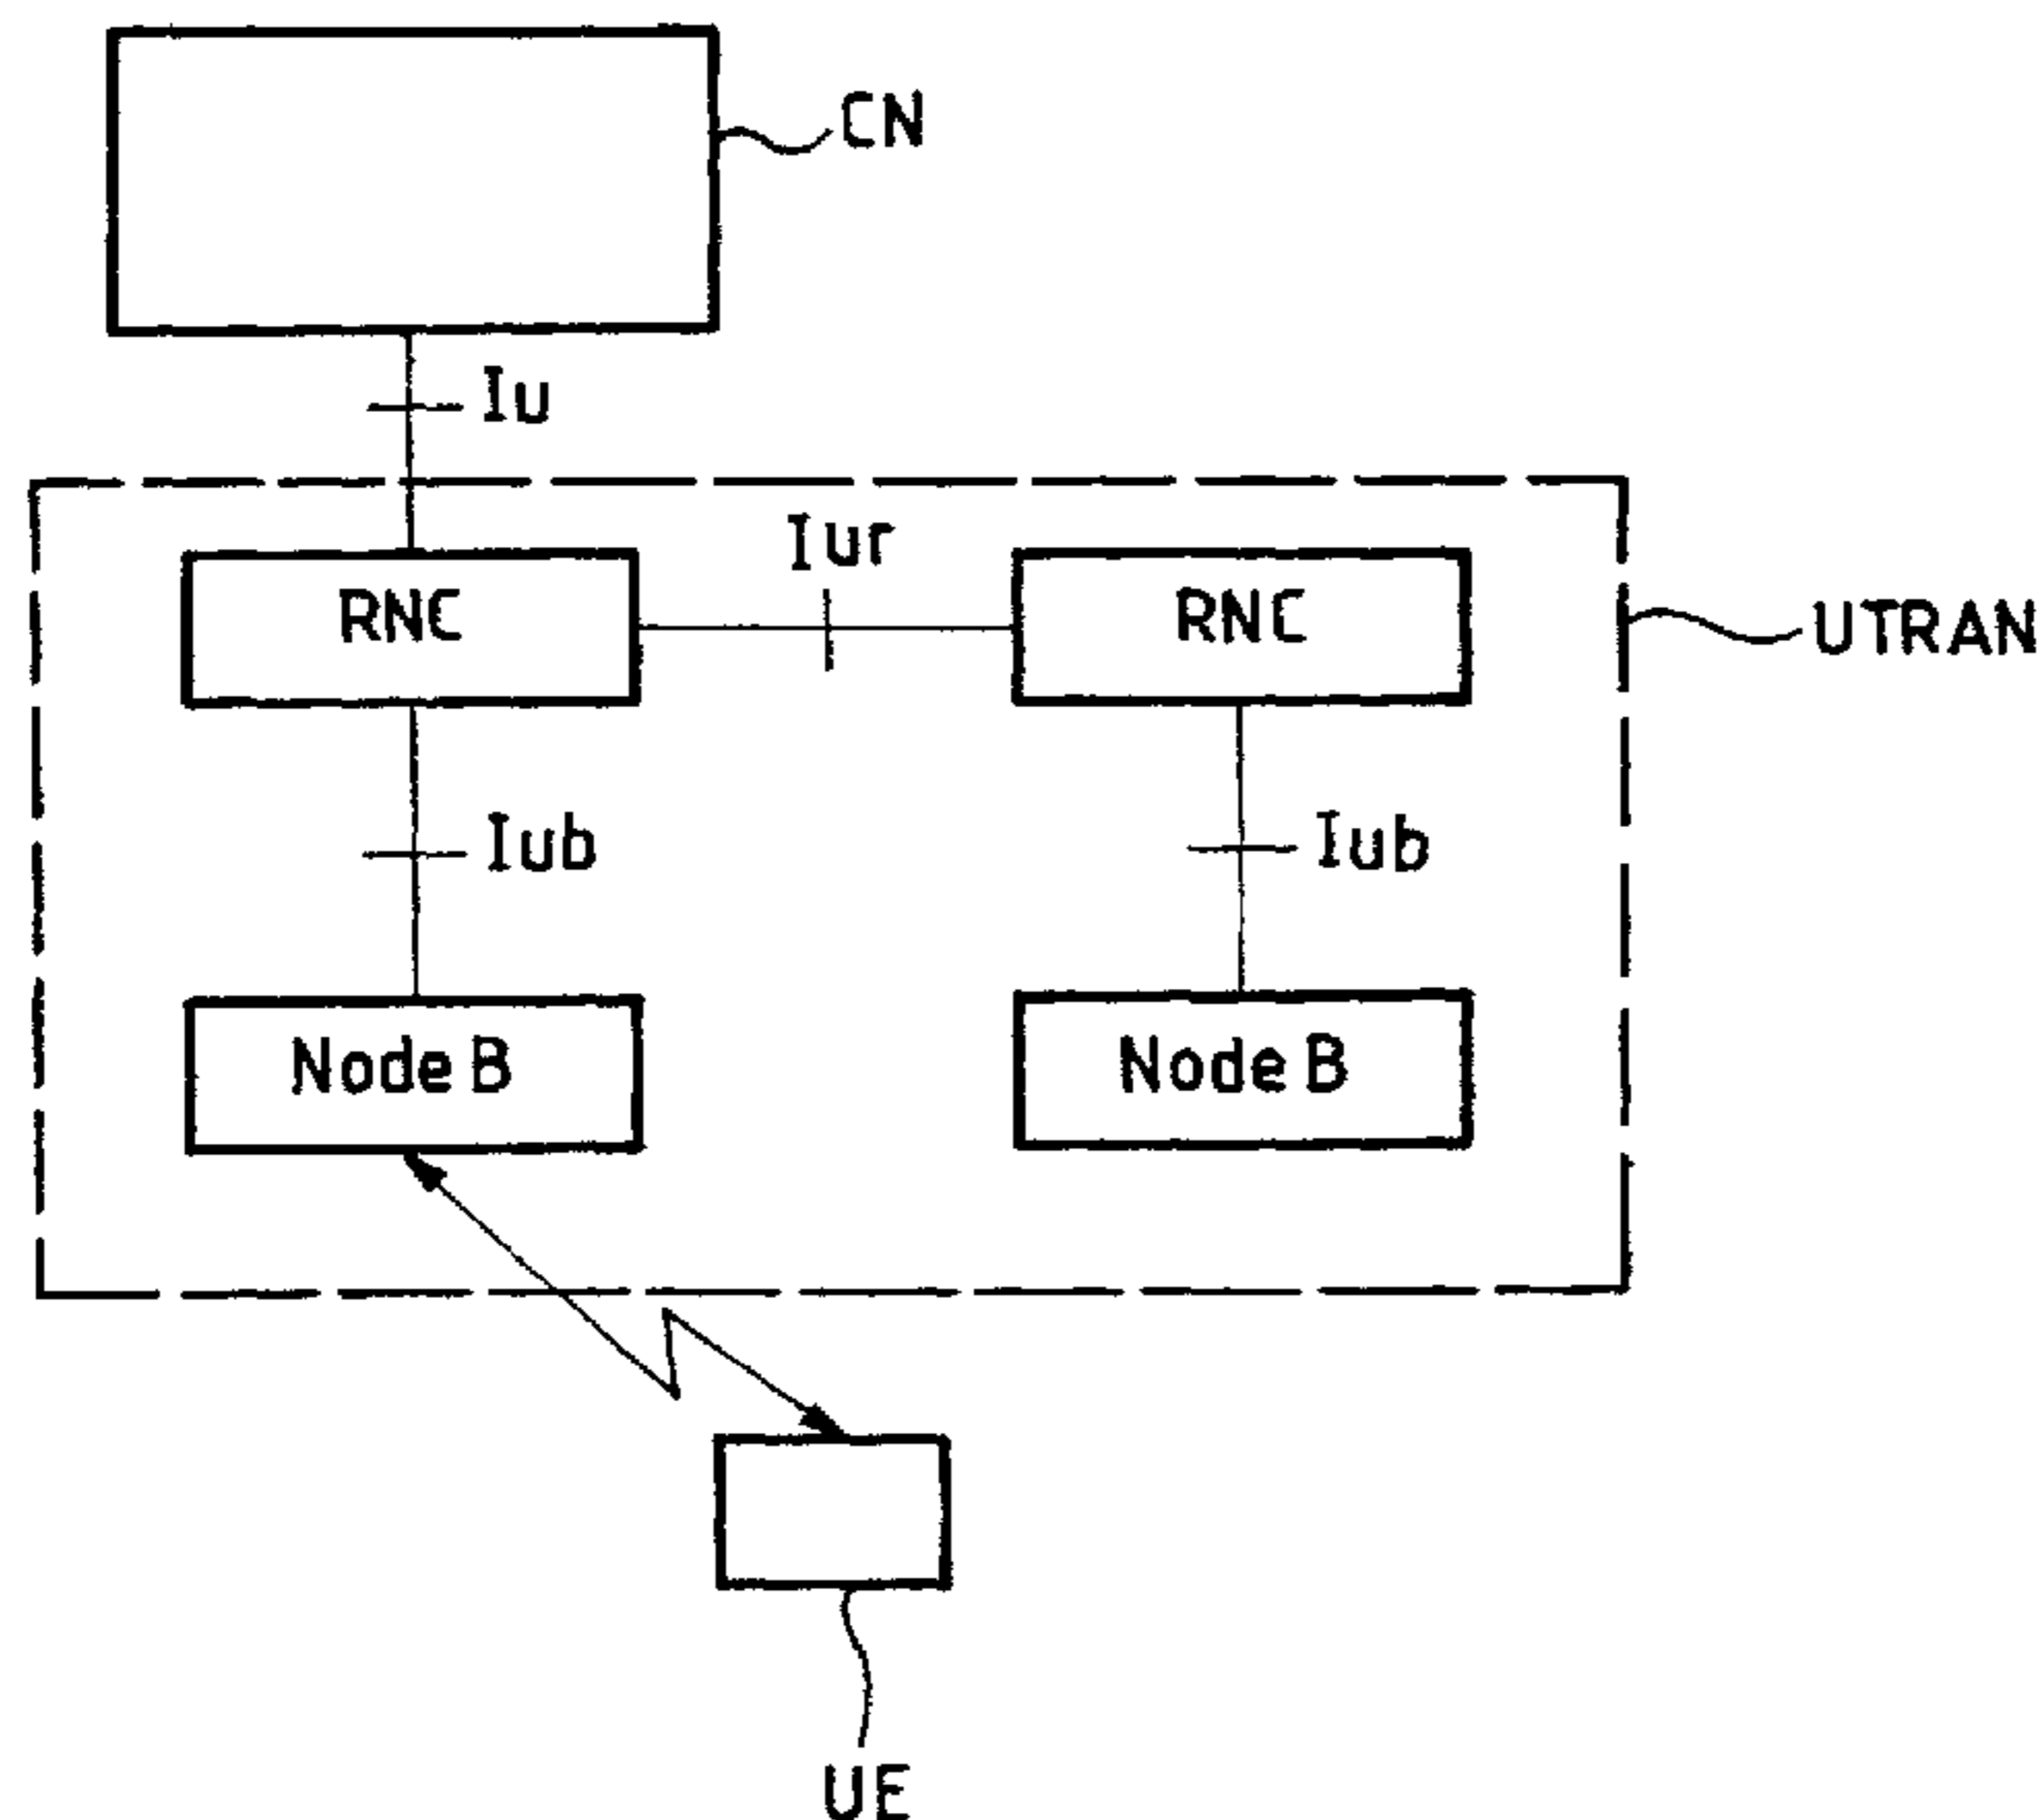 CN
Iu
Iur
RNC
RNC
UTRAN
Iub
Iub
Node B
Node B
UE